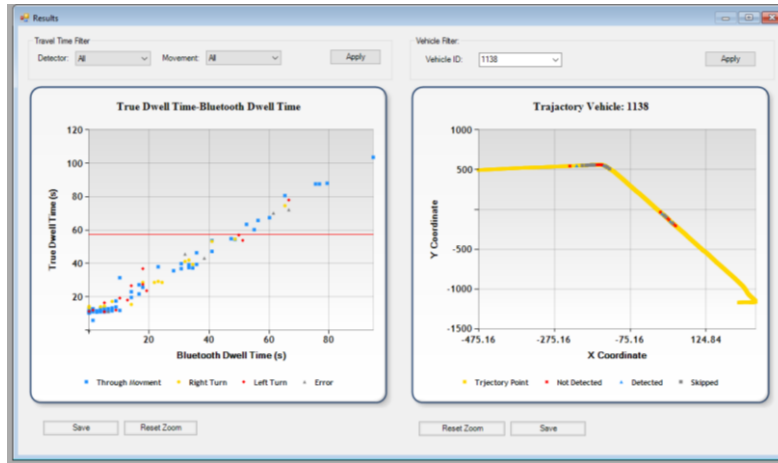 Results
Travel Time Filter
Detector: All Movement: All Apply
Vehicle Filter:
Vehicle ID: 1138 Apply
True Dwell Time-Bluetooth Dwell Time
120
100
80
60
40
20
20 40 60 80
True Dwell Time (s)
Bluetooth Dwell Time (s)
Through Movment Right Turn Left Turn Error
Save Reset Zoom
Trajactory Vehicle: 1138
1000
500
-500
-1000
-1500
-475.16 -275.16 -75.16 124.84
Y Coordinate
X Coordinate
Trjectory Point Not Detected Detected Skipped
Reset Zoom Save